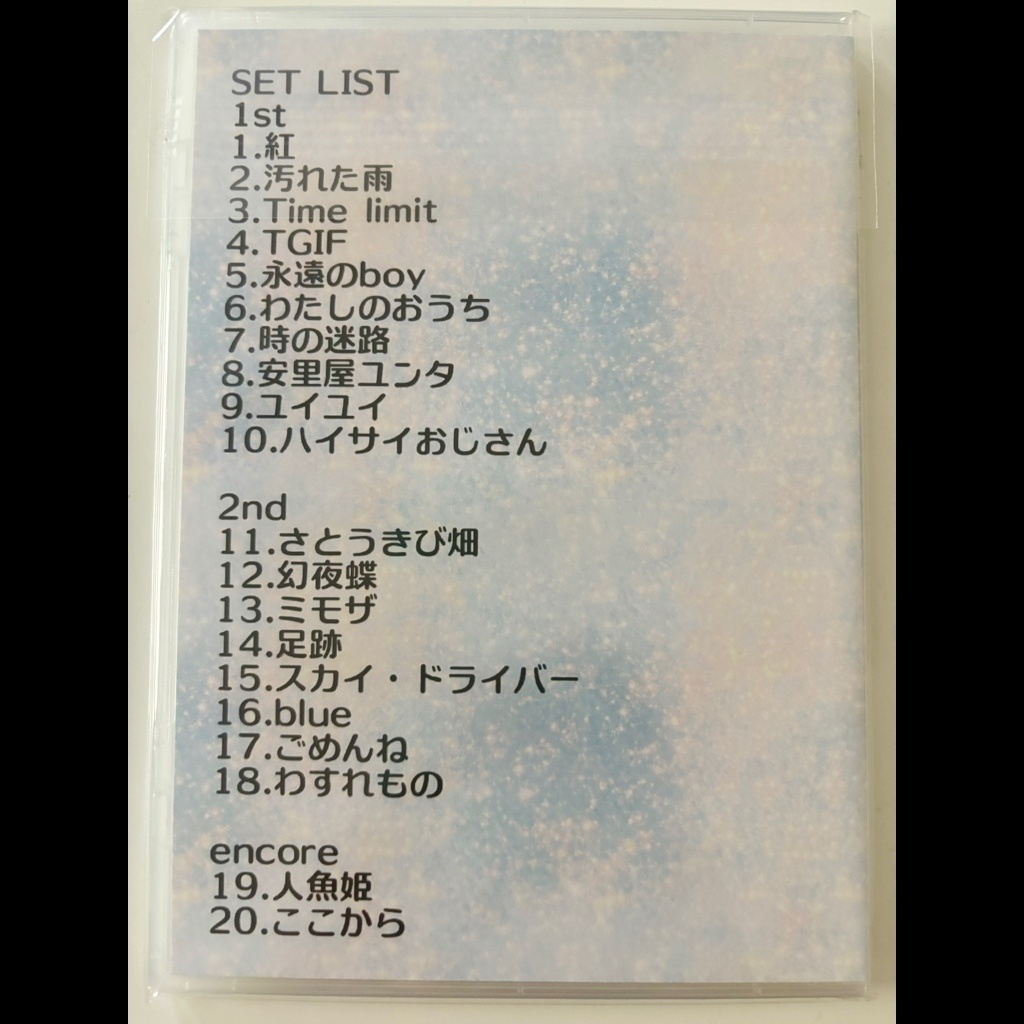 SET LIST
1st
1.紅
2.汚れた雨
3.Time limit
4.TGIF
5.永遠のboy
6.わたしのおうち
7.時の迷路
8.安里屋ユンタ
9.ユイユイ
10.ハイサイおじさん
2nd
11.さとうきび畑
12.幻夜蝶
13.ミモザ
14.足跡
15.スカイ・ドライバー
16.blue
17.ごめんね
18.わすれもの
encore
19.人魚姫
20.ここから